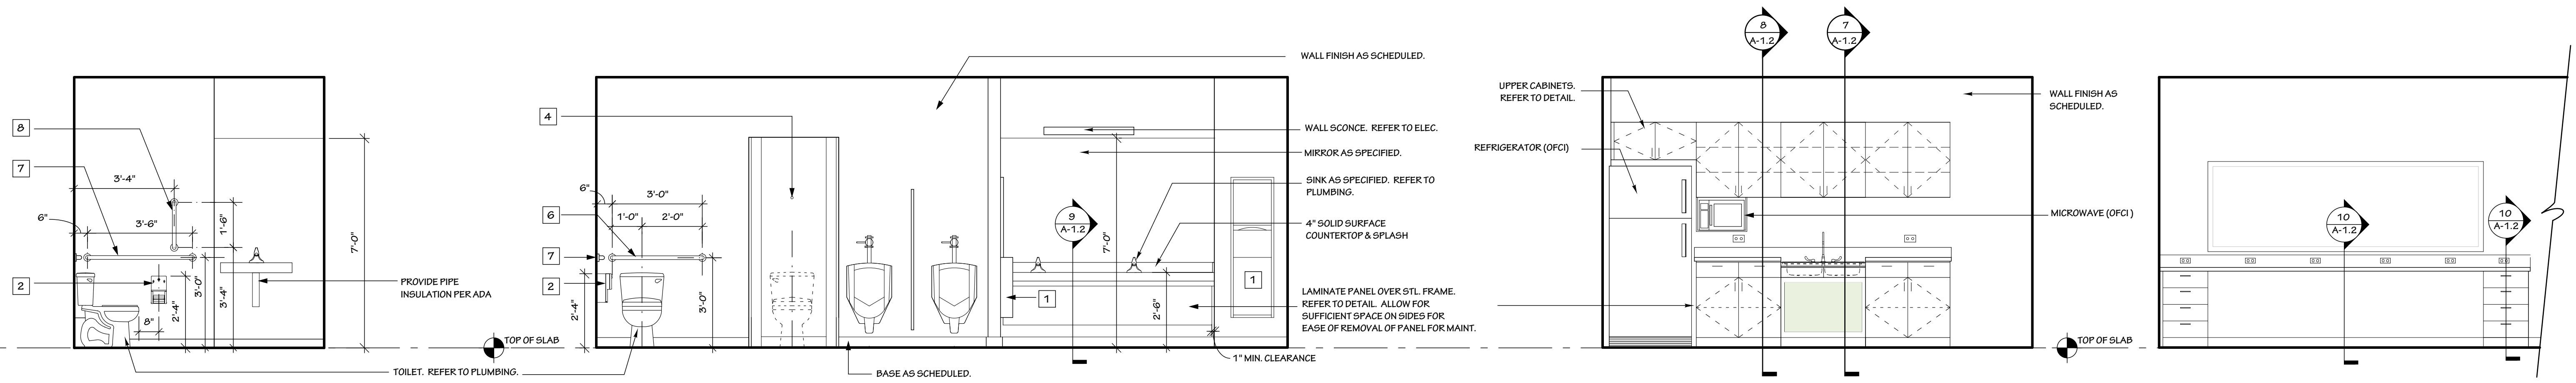 8
7
2
3'-4"
6"
3'-6"
1'-6"
8"
2'-4"
3'-0"
3'-4"
7'-0"
PROVIDE PIPE
INSULATION PER ADA
TOP OF SLAB
TOILET. REFER TO PLUMBING.
4
6
7
2
6"
3'-0"
1'-0"
2'-0"
2'-4"
3'-0"
BASE AS SCHEDULED.
9
A-1.2
1
7'-0"
2'-6"
1
WALL FINISH AS SCHEDULED.
WALL SCONCE. REFER TO ELEC.
MIRROR AS SPECIFIED.
SINK AS SPECIFIED. REFER TO
PLUMBING.
4" SOLID SURFACE
COUNTERTOP & SPLASH
LAMINATE PANEL OVER STL. FRAME.
REFER TO DETAIL. ALLOW FOR
SUFFICIENT SPACE ON SIDES FOR
EASE OF REMOVAL OF PANEL FOR MAINT.
1" MIN. CLEARANCE
UPPER CABINETS.
REFER TO DETAIL.
REFRIGERATOR (OFCI)
8
A-1.2
7
A-1.2
WALL FINISH AS
SCHEDULED.
MICROWAVE (OFCI )
TOP OF SLAB
10
A-1.2
10
A-1.2